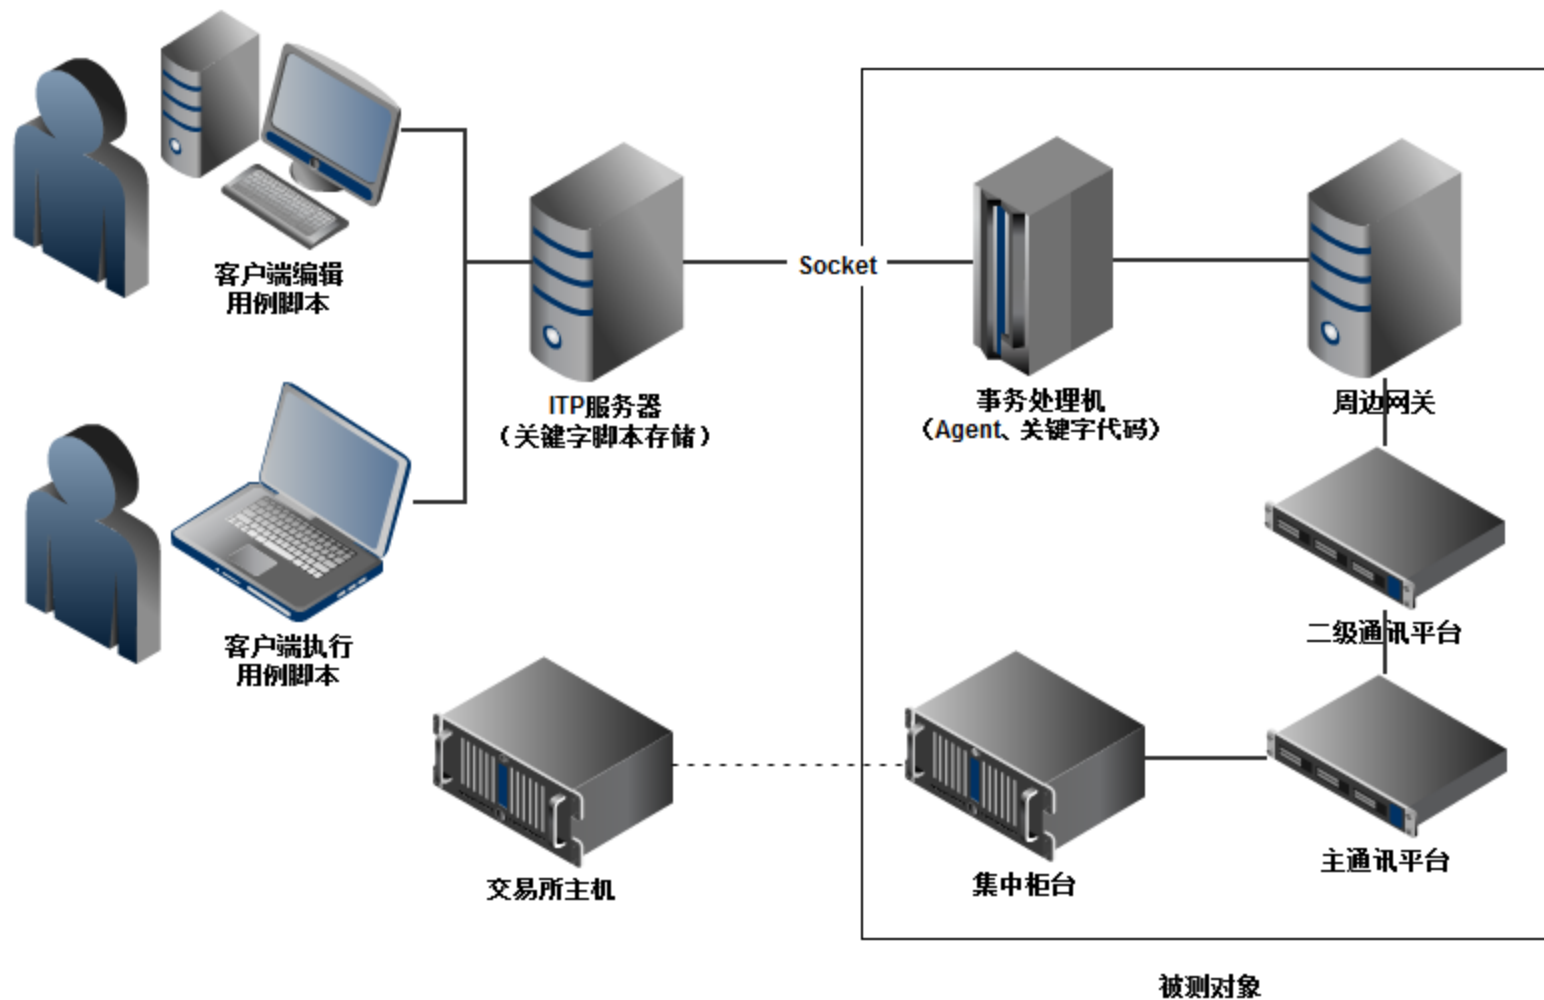 客户端编辑
用例脚本
Socket
ITP服务器
（关键字脚本存储）
事务处理机
（Agent、关键字代码）
周边网关
客户端执行
用例脚本
二级通讯平台
交易所主机
集中柜台
主通讯平台
被测对象